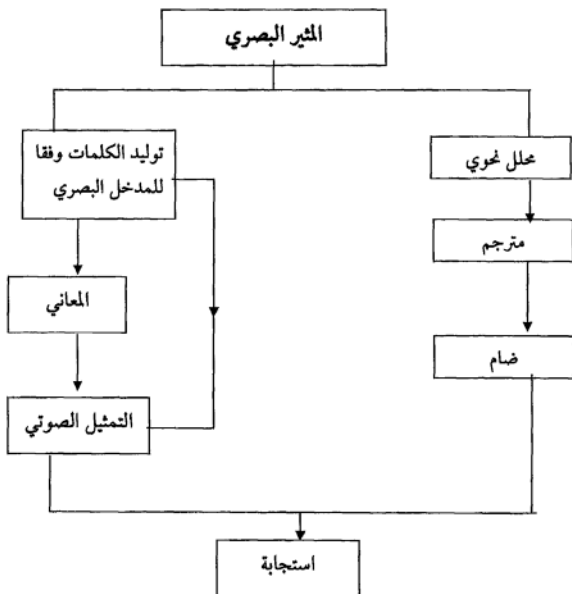 المثير البصري
توليد الكلمات وفقا
للمدخل البصري
محلل نحوي
مترجم
المعاني
ضام
التمثيل الصوتي
استجابة